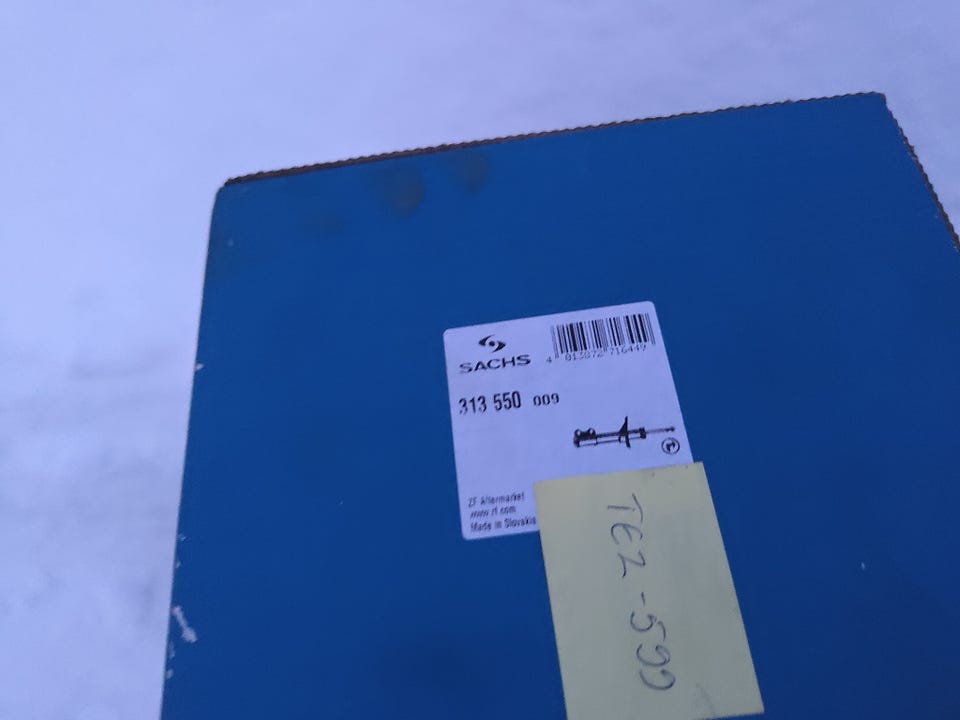 SACHS
4 013872 716449
313 550 009
ZF Aftermarket
www.zf.com
Made in Slovakia
TEZ-599